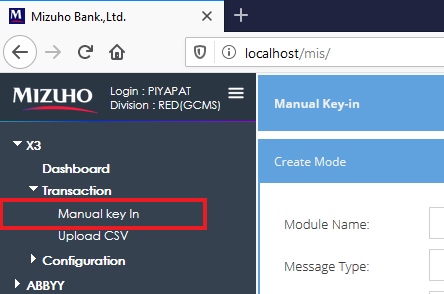 Mizuho Bank.,Ltd.
localhost/mis/
MIZUHO
Login : PIYAPAT
Division : RED(GCMS)
Manual Key-in
X3
Dashboard
Transaction
Manual key In
Upload CSV
Configuration
ABBYY
Create Mode
Module Name:
Message Type: